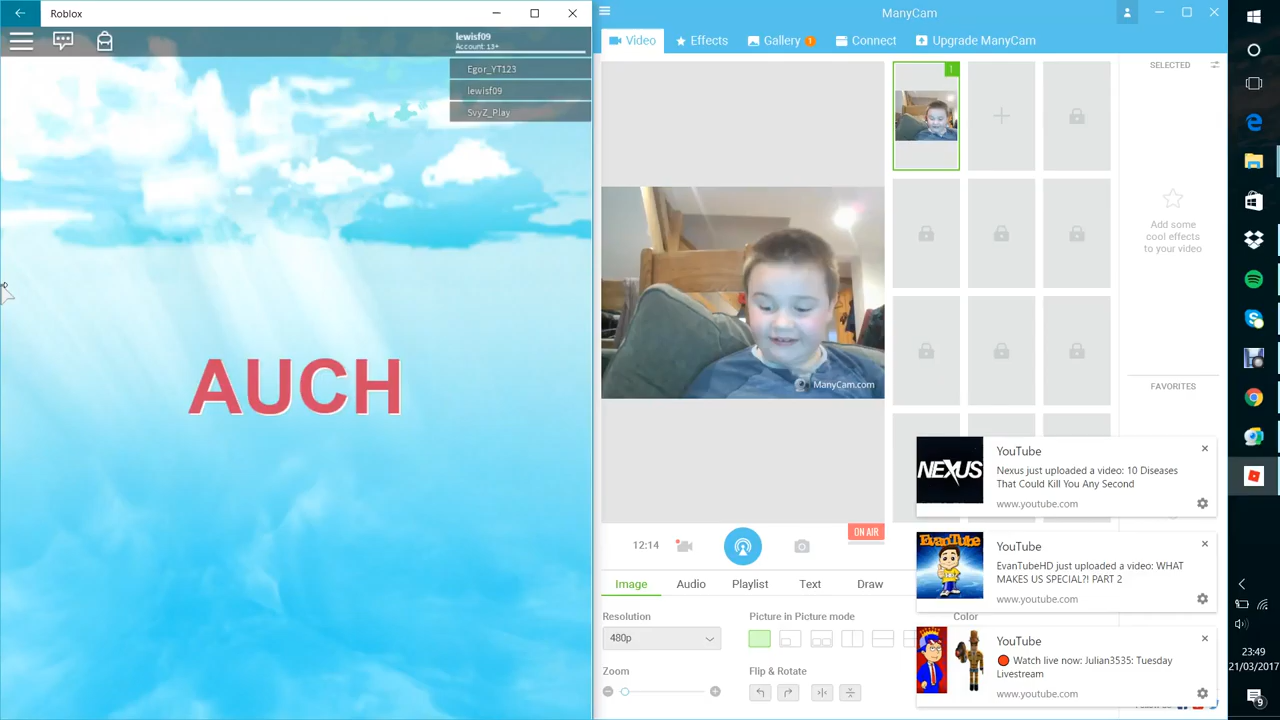 Roblox
lewisf09
Account: 13+
Egor_YT123
lewisf09
SvyZ_Play
AUCH
ManyCam
Video
Effects
Gallery
1
Connect
Upgrade ManyCam
1
SELECTED
Add some
cool effects
to your video
FAVORITES
ManyCam.com
12:14
ON AIR
Image
Audio
Playlist
Text
Draw
Resolution
480p
Picture in Picture mode
Color
Zoom
Flip & Rotate
NEXUS
YouTube
Nexus just uploaded a video: 10 Diseases
That Could Kill You Any Second
www.youtube.com
EvanTube
YouTube
EvanTubeHD just uploaded a video: WHAT
MAKES US SPECIAL?! PART 2
www.youtube.com
YouTube
Watch live now: Julian3535: Tuesday
Livestream
www.youtube.com
23:49
21/03/2017
9